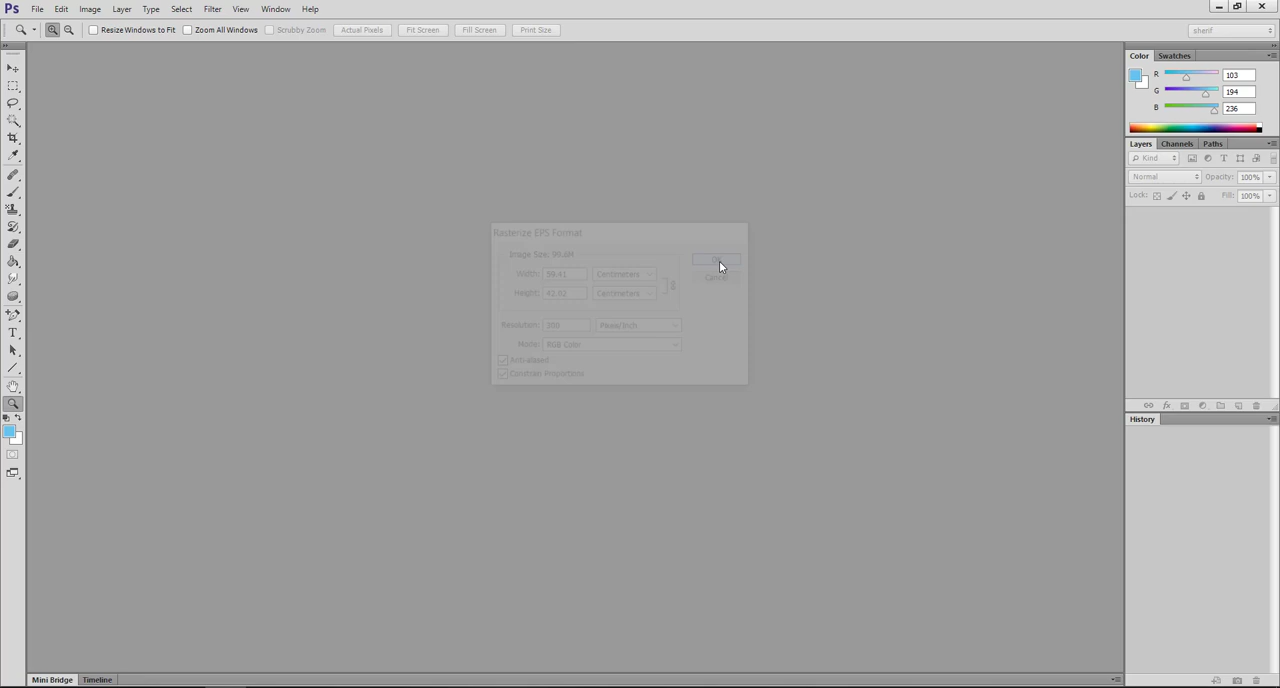 Ps File Edit Image Layer Type Select Filter View Window Help
Resize Windows to Fit Zoom All Windows Scrubby Zoom Actual Pixels Fit Screen Fill Screen Print Size sherif
Color Swatches
R 103
G 194
B 236
Layers Channels Paths
Kind T
Normal Opacity: 100%
Lock: Fill: 100%
Rasterize EPS Format
Image Size: 99.6M
OK
Width: 59.41 Centimeters
Cancel
Height: 42.02 Centimeters
Resolution: 300 Pixels/Inch
Mode: RGB Color
Anti-aliased
Constrain Proportions
T
fx
History
Mini Bridge Timeline